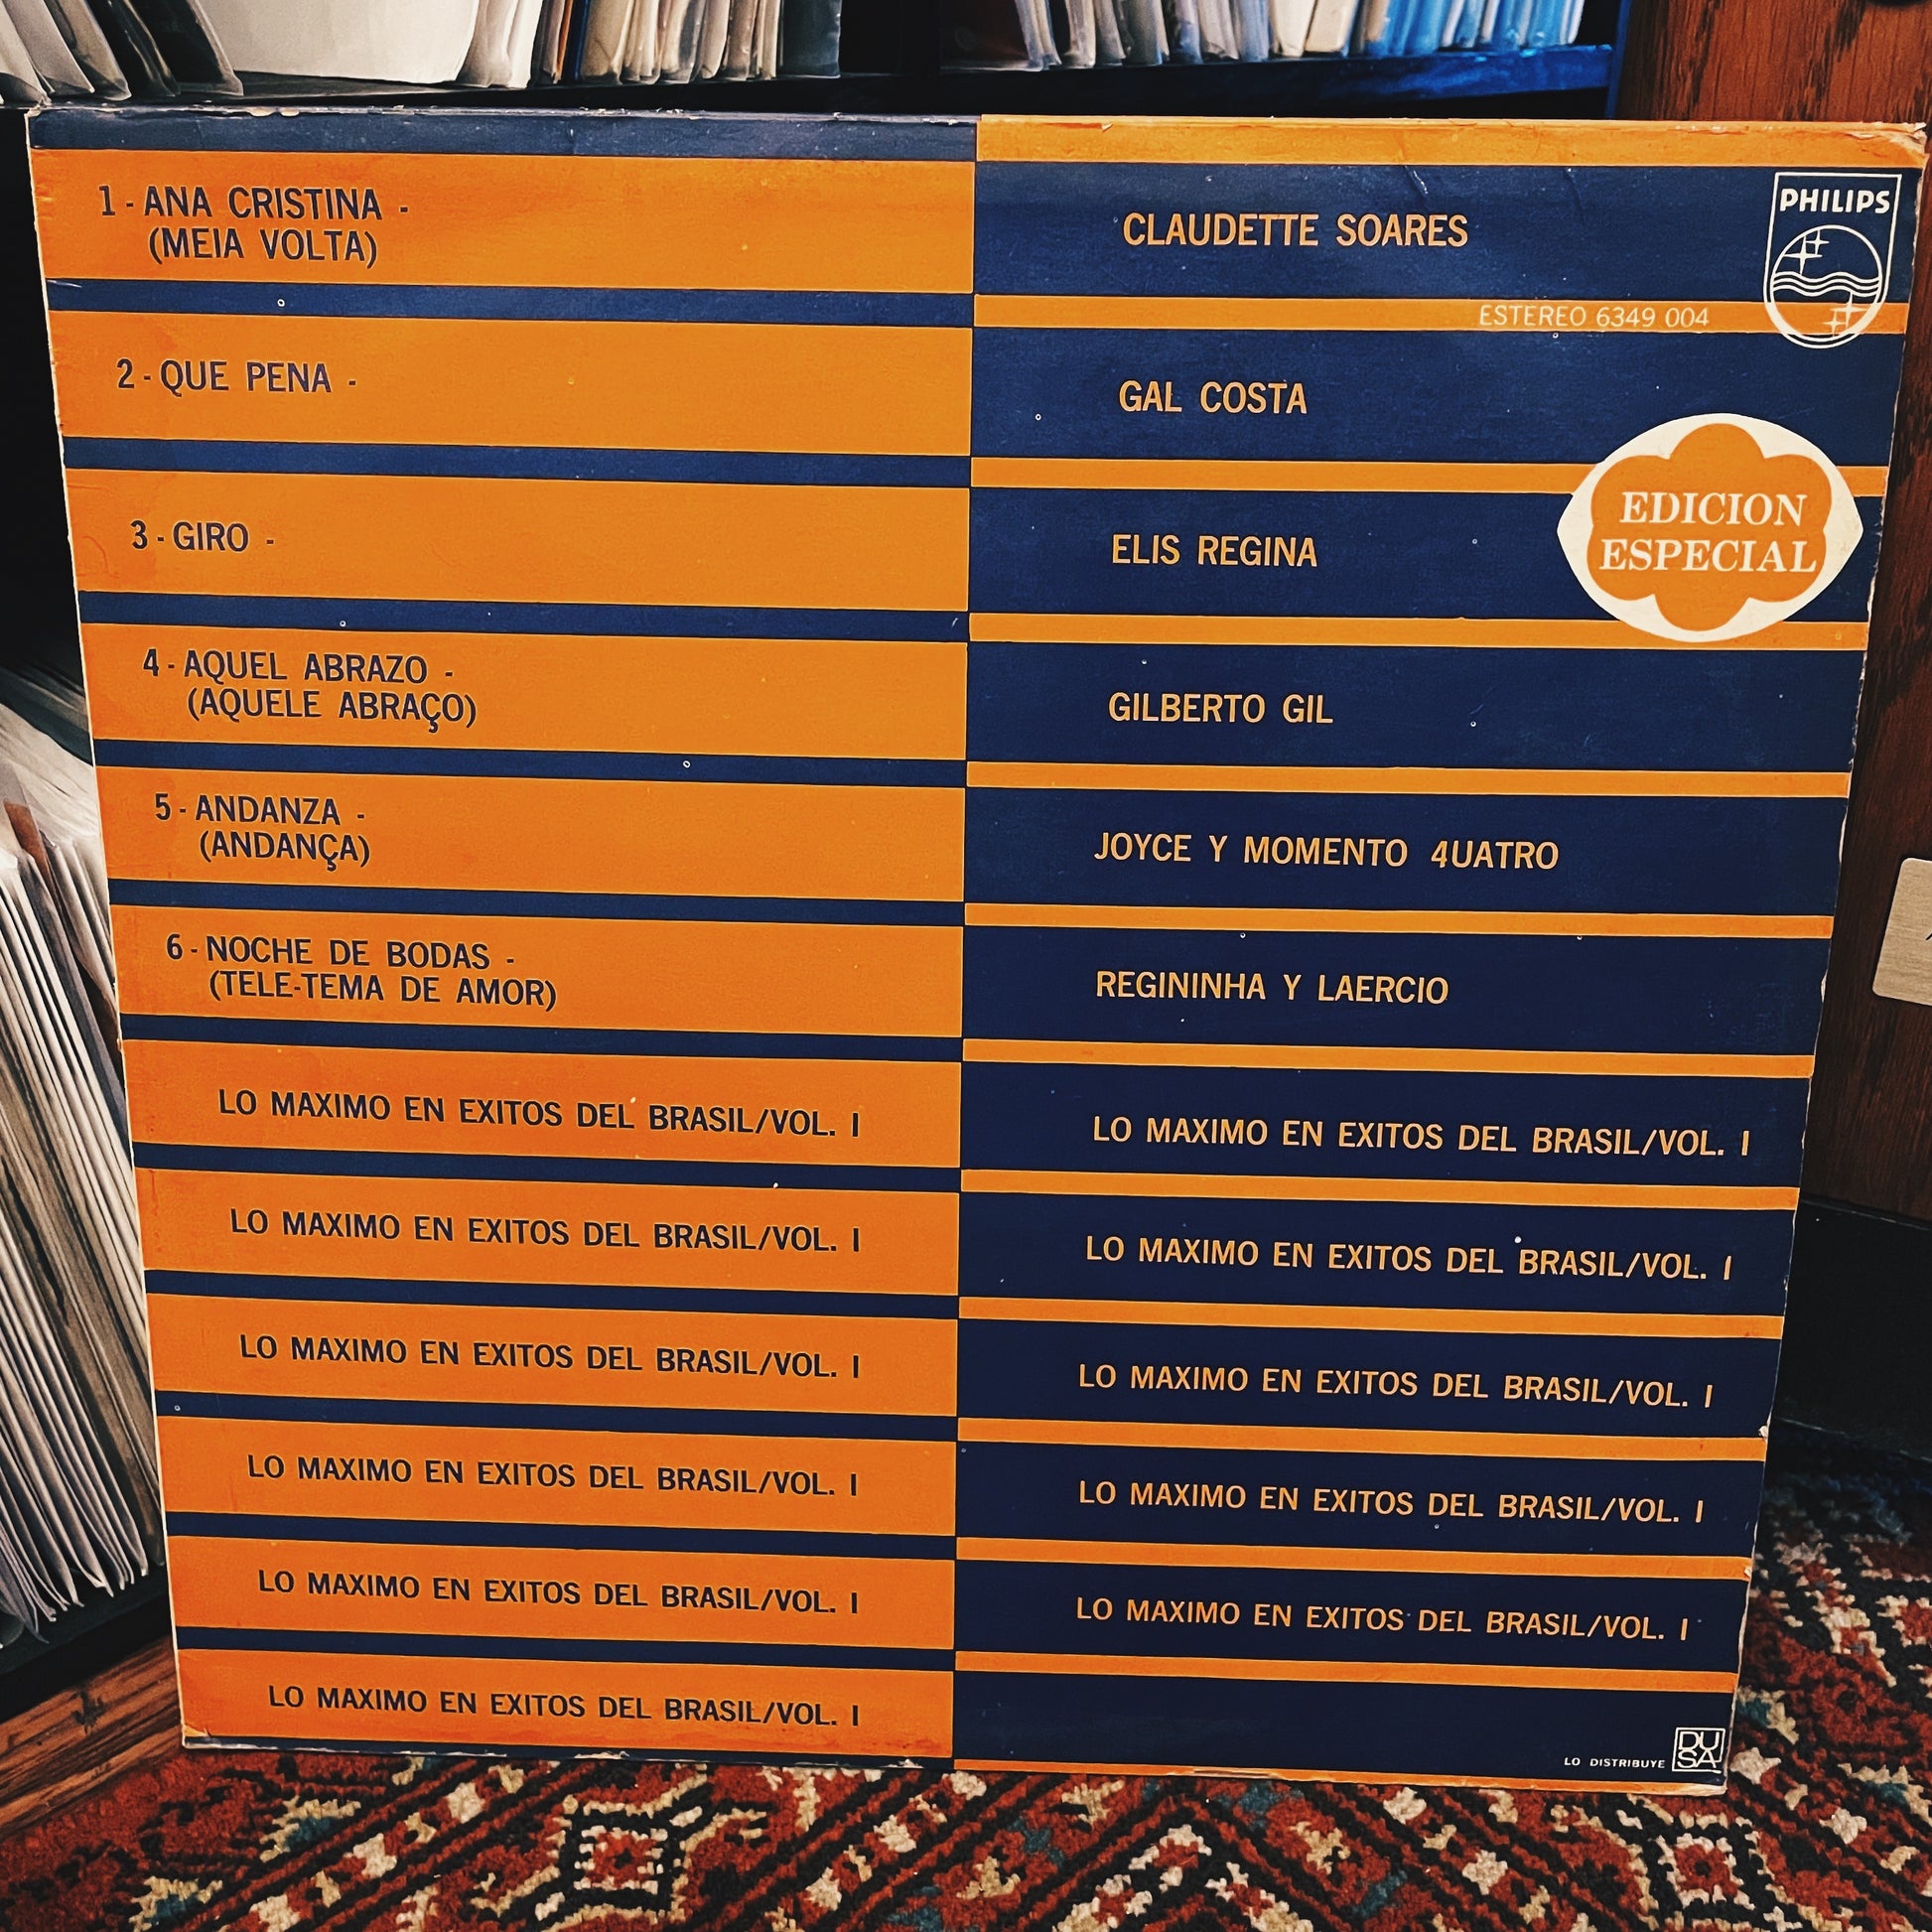 1 - ANA CRISTINA -
(MEIA VOLTA)
CLAUDETTE SOARES
PHILIPS
ESTEREO 6349 004
2 - QUE PENA -
GAL COSTA
3 - GIRO -
ELIS REGINA
EDICION
ESPECIAL
4 - AQUEL ABRAZO -
(AQUELE ABRAÇO)
GILBERTO GIL
5 - ANDANZA -
(ANDANÇA)
JOYCE Y MOMENTO 4UATRO
6 - NOCHE DE BODAS -
(TELE-TEMA DE AMOR)
REGININHA Y LAERCIO
LO MAXIMO EN EXITOS DEL BRASIL/VOL. I
LO MAXIMO EN EXITOS DEL BRASIL/VOL. I
LO MAXIMO EN EXITOS DEL BRASIL/VOL. I
LO MAXIMO EN EXITOS DEL BRASIL/VOL. I
LO MAXIMO EN EXITOS DEL BRASIL/VOL. I
LO MAXIMO EN EXITOS DEL BRASIL/VOL. I
LO MAXIMO EN EXITOS DEL BRASIL/VOL. I
LO MAXIMO EN EXITOS DEL BRASIL/VOL. I
LO MAXIMO EN EXITOS DEL BRASIL/VOL. I
LO MAXIMO EN EXITOS DEL BRASIL/VOL. I
LO MAXIMO EN EXITOS DEL BRASIL/VOL. I
LO DISTRIBUYE
DU
SA